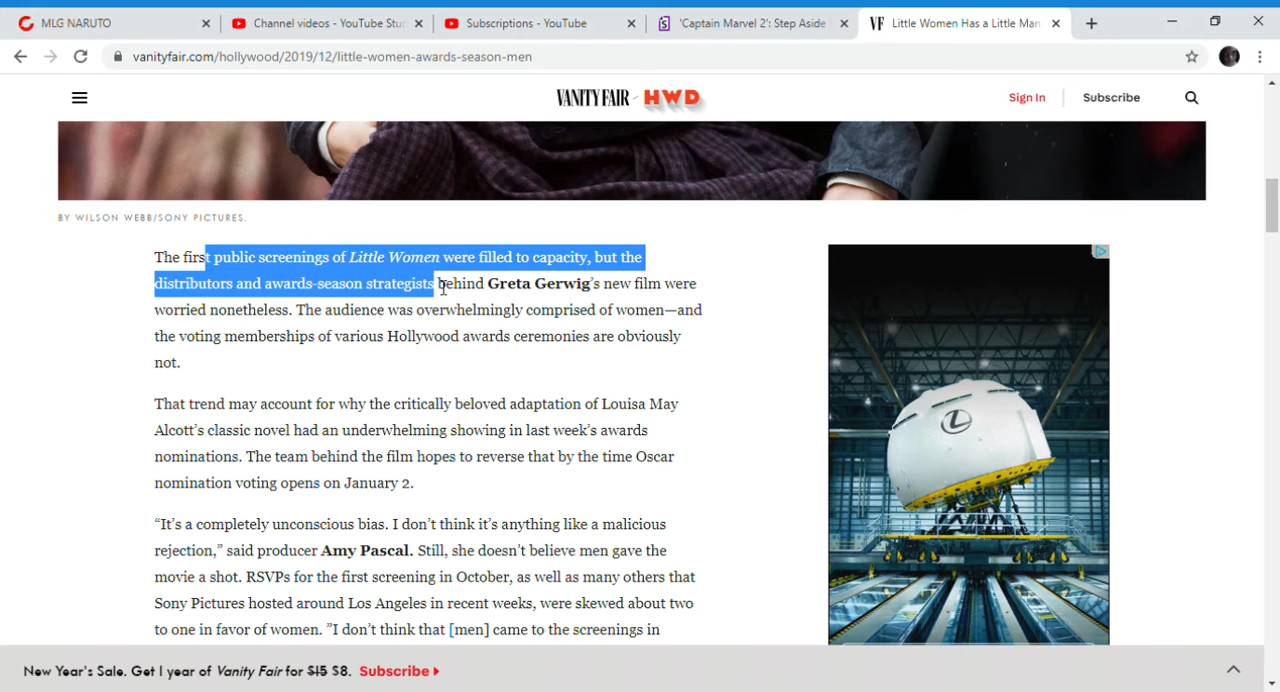 MLG NARUTO
Channel videos - YouTube Stu
Subscriptions - YouTube
'Captain Marvel 2': Step Aside
VF Little Women Has a Little Man
vanityfair.com/hollywood/2019/12/little-women-awards-season-men
VANITY FAIR HWD
Sign In
Subscribe
BY WILSON WEBB/SONY PICTURES.
The first public screenings of Little Women were filled to capacity, but the
distributors and awards-season strategists behind Greta Gerwig's new film were
worried nonetheless. The audience was overwhelmingly comprised of women—and
the voting memberships of various Hollywood awards ceremonies are obviously
not.
That trend may account for why the critically beloved adaptation of Louisa May
Alcott's classic novel had an underwhelming showing in last week's awards
nominations. The team behind the film hopes to reverse that by the time Oscar
nomination voting opens on January 2.
“It's a completely unconscious bias. I don't think it's anything like a malicious
rejection,” said producer Amy Pascal. Still, she doesn't believe men gave the
movie a shot. RSVPs for the first screening in October, as well as many others that
Sony Pictures hosted around Los Angeles in recent weeks, were skewed about two
to one in favor of women. ”I don't think that [men] came to the screenings in
New Year's Sale. Get 1 year of Vanity Fair for $15 $8. Subscribe